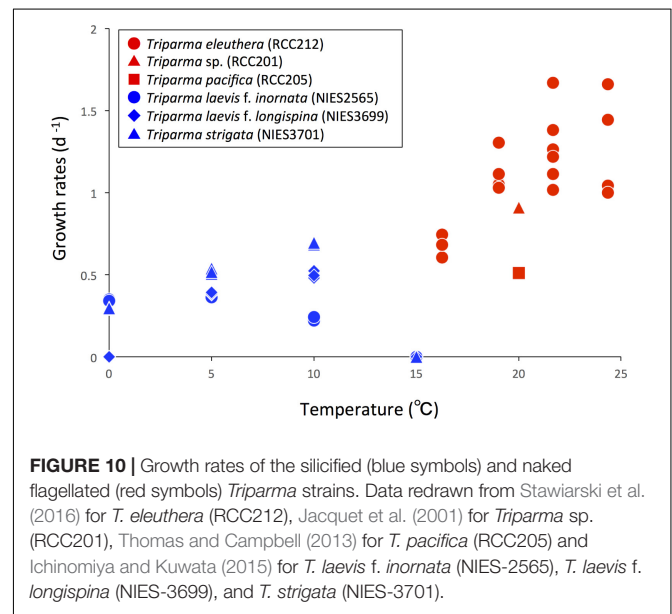 2
1.5
1
0.5
0
Growth rates (d -1)
Triparma eleuthera (RCC212)
Triparma sp. (RCC201)
Triparma pacifica (RCC205)
Triparma laevis f. inornata (NIES2565)
Triparma laevis f. longispina (NIES3699)
Triparma strigata (NIES3701)
0 5 10 15 20 25
Temperature (℃)
FIGURE 10 | Growth rates of the silicified (blue symbols) and naked
flagellated (red symbols) Triparma strains. Data redrawn from Stawiarski et al.
(2016) for T. eleuthera (RCC212), Jacquet et al. (2001) for Triparma sp.
(RCC201), Thomas and Campbell (2013) for T. pacifica (RCC205) and
Ichinomiya and Kuwata (2015) for T. laevis f. inornata (NIES-2565), T. laevis f.
longispina (NIES-3699), and T. strigata (NIES-3701).